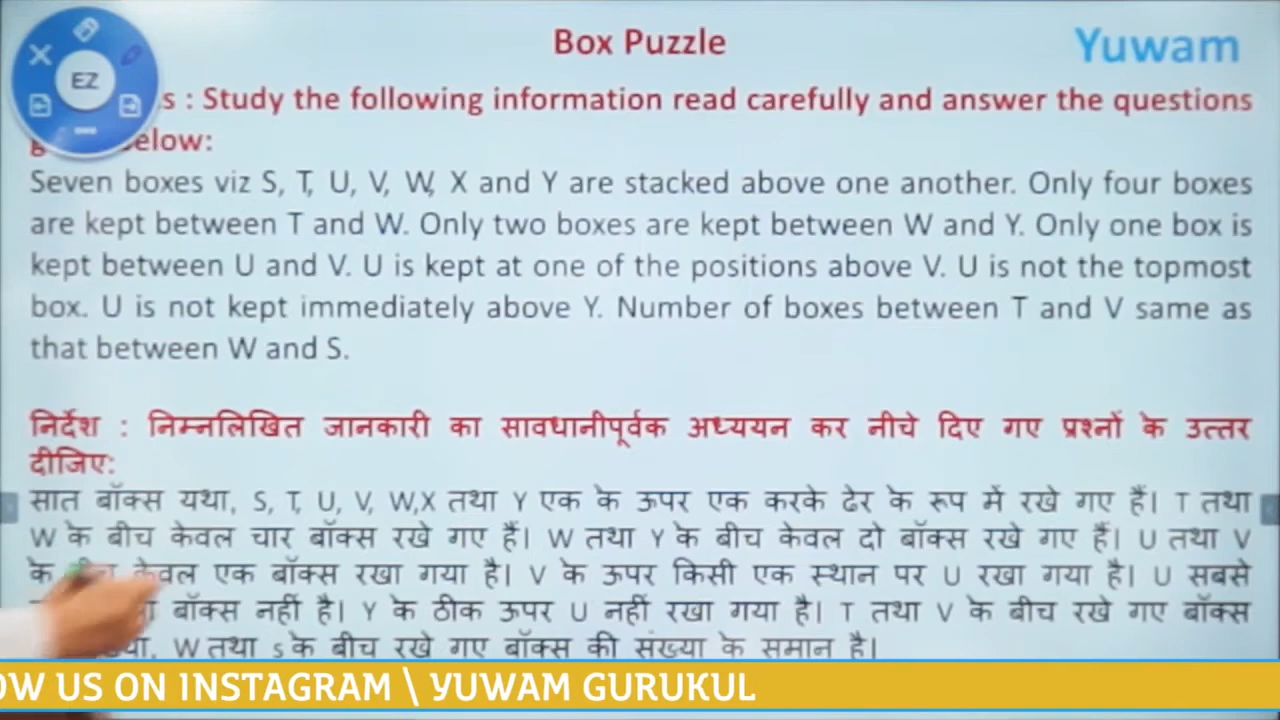 Box Puzzle
Yuwam
EZ
s : Study the following information read carefully and answer the questions
elow:
Seven boxes viz S, T, U, V, W, X and Y are stacked above one another. Only four boxes
are kept between T and W. Only two boxes are kept between W and Y. Only one box is
kept between U and V. U is kept at one of the positions above V. U is not the topmost
box. U is not kept immediately above Y. Number of boxes between T and V same as
that between W and S.
निर्देश : निम्नलिखित जानकारी का सावधानीपूर्वक अध्ययन कर नीचे दिए गए प्रश्नों के उत्तर
दीजिए:
सात बॉक्स यथा, S, T, U, V, W,X तथा Y एक के ऊपर एक करके ढेर के रूप में रखे गए हैं। T तथा
W के बीच केवल चार बॉक्स रखे गए हैं। W तथा Y के बीच केवल दो बॉक्स रखे गए हैं। U तथा V
के केवल एक बॉक्स रखा गया है। V के ऊपर किसी एक स्थान पर U रखा गया है। U सबसे
बॉक्स नहीं है। Y के ठीक ऊपर U नहीं रखा गया है। T तथा V के बीच रखे गए बॉक्स
W तथा s के बीच रखे गए बॉक्स की संख्या के समान है।
OW US ON INSTAGRAM \ YUWAM GURUKUL